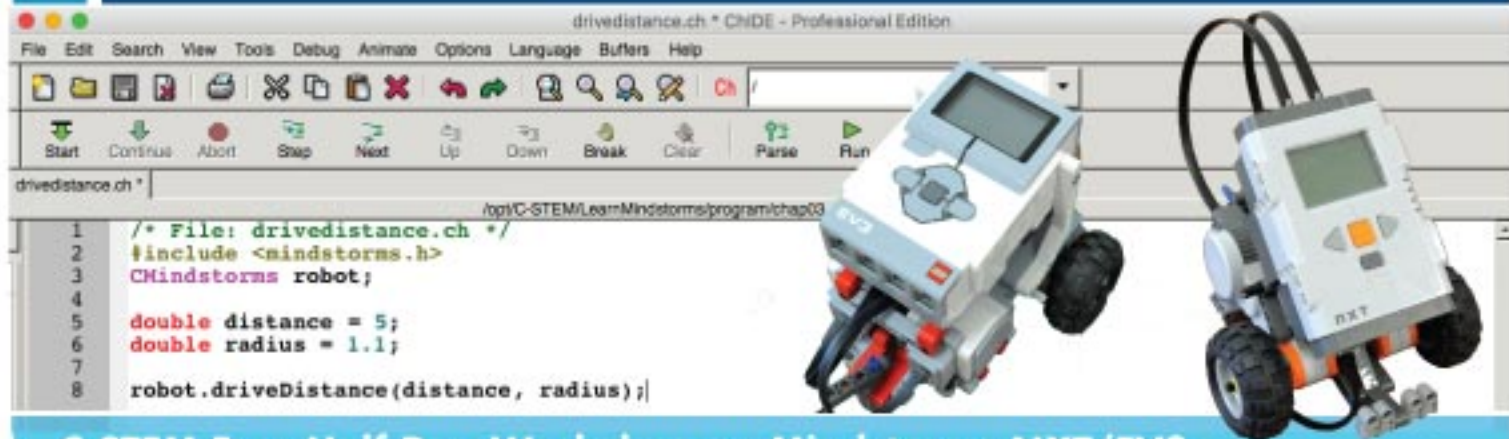 drivedistance.ch * ChIDE - Professional Edition
File Edit Search View Tools Debug Animate Options Language Buffers Help
Ch /
Start Continue Abort Step Next Up Down Break Clear Parse Run
drivedistance.ch *
/opt/C-STEM/LearnMindstorms/program/chap03
1 /* File: drivedistance.ch */
2 #include <mindstorms.h>
3 CMindstorms robot;
4
5 double distance = 5;
6 double radius = 1.1;
7
8 robot.driveDistance(distance, radius);
EV3
NXT